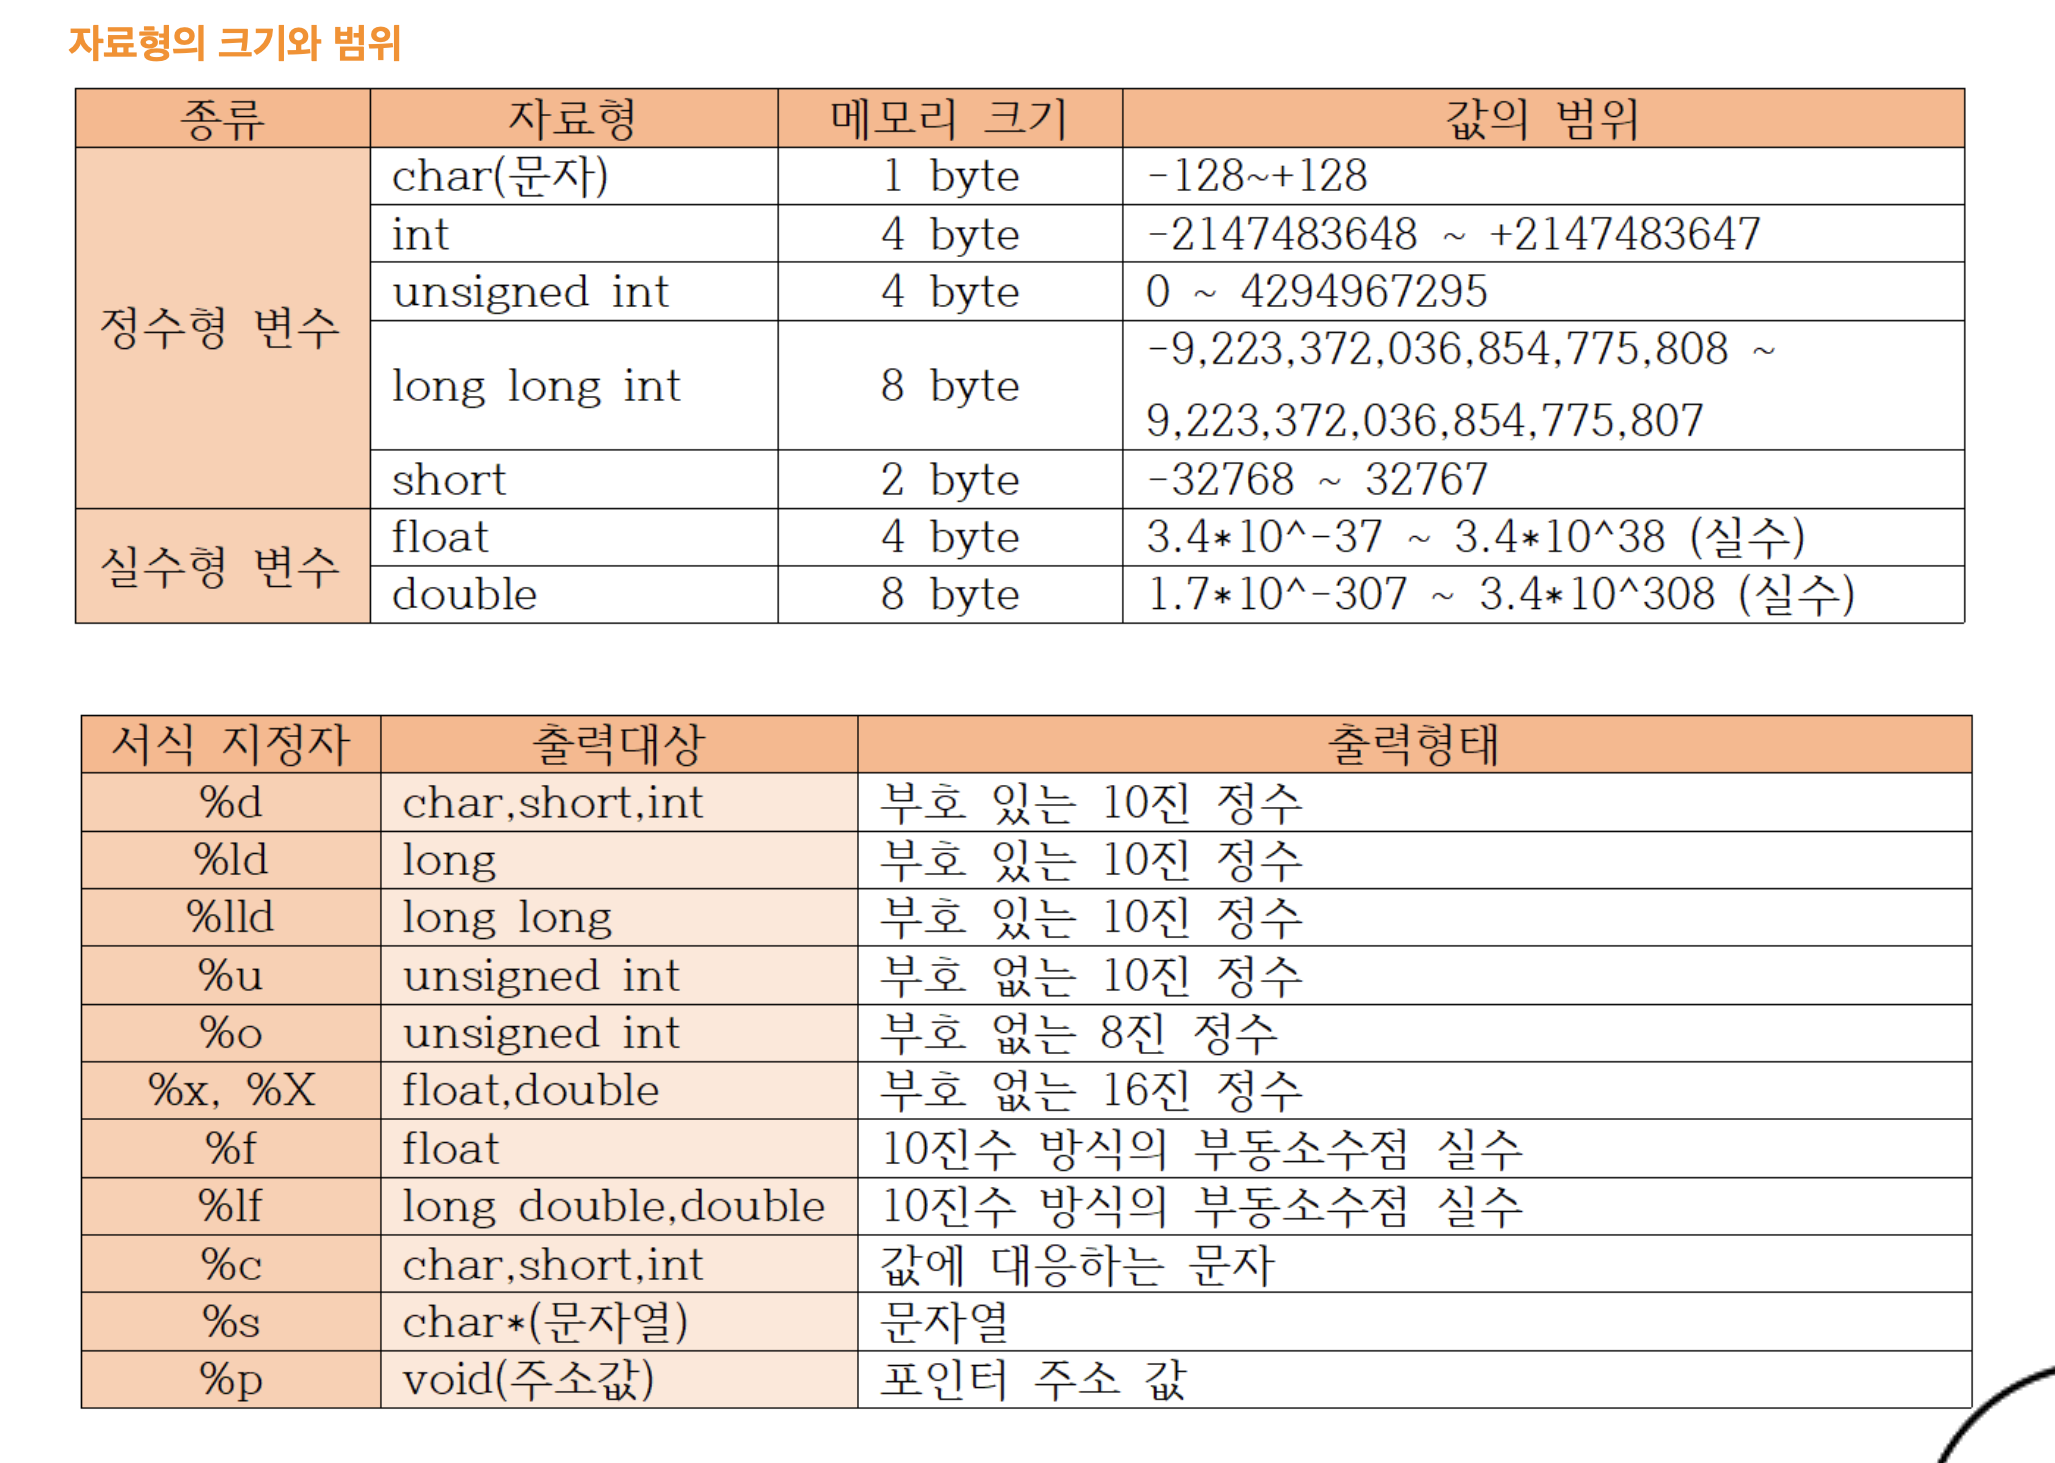 자료형의 크기와 범위
종류 자료형 메모리 크기 값의 범위
정수형 변수
char(문자) 1 byte -128~+128
int 4 byte -2147483648 ~ +2147483647
unsigned int 4 byte 0 ~ 4294967295
long long int 8 byte -9,223,372,036,854,775,808 ~
9,223,372,036,854,775,807
short 2 byte -32768 ~ 32767
실수형 변수
float 4 byte 3.4*10^-37 ~ 3.4*10^38 (실수)
double 8 byte 1.7*10^-307 ~ 3.4*10^308 (실수)
서식 지정자 출력대상 출력형태
%d char,short,int 부호 있는 10진 정수
%ld long 부호 있는 10진 정수
%lld long long 부호 있는 10진 정수
%u unsigned int 부호 없는 10진 정수
%o unsigned int 부호 없는 8진 정수
%x, %X float,double 부호 없는 16진 정수
%f float 10진수 방식의 부동소수점 실수
%lf long double,double 10진수 방식의 부동소수점 실수
%c char,short,int 값에 대응하는 문자
%s char*(문자열) 문자열
%p void(주소값) 포인터 주소 값